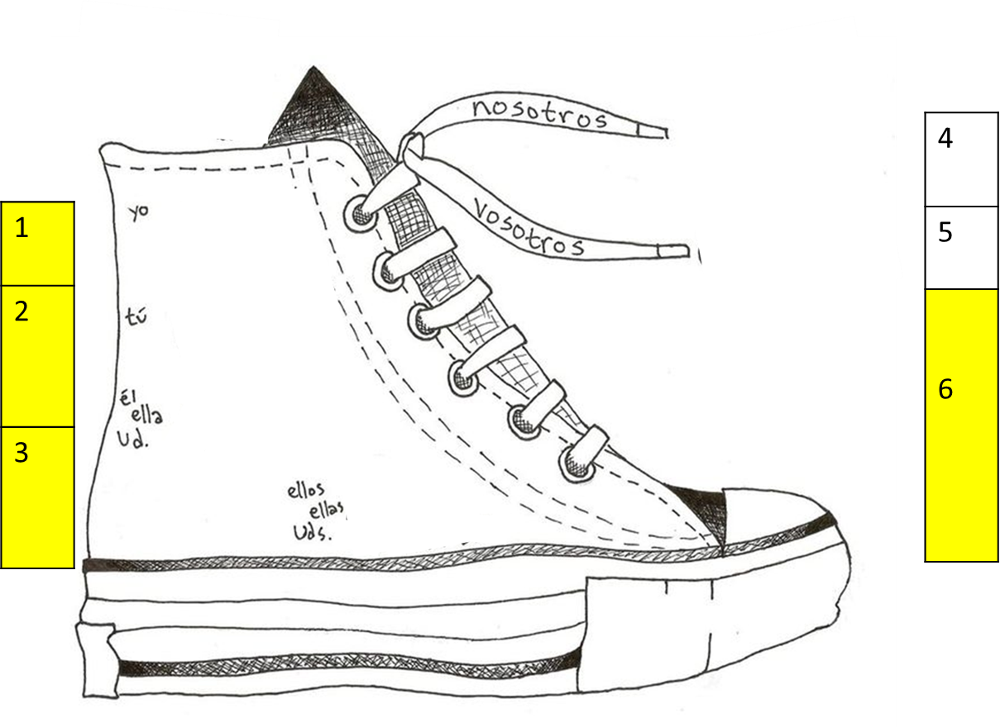 1
2
3
yo
tú
él
ella
Ud.
ellos
ellas
Uds.
nosotros
vosotros
4
5
6